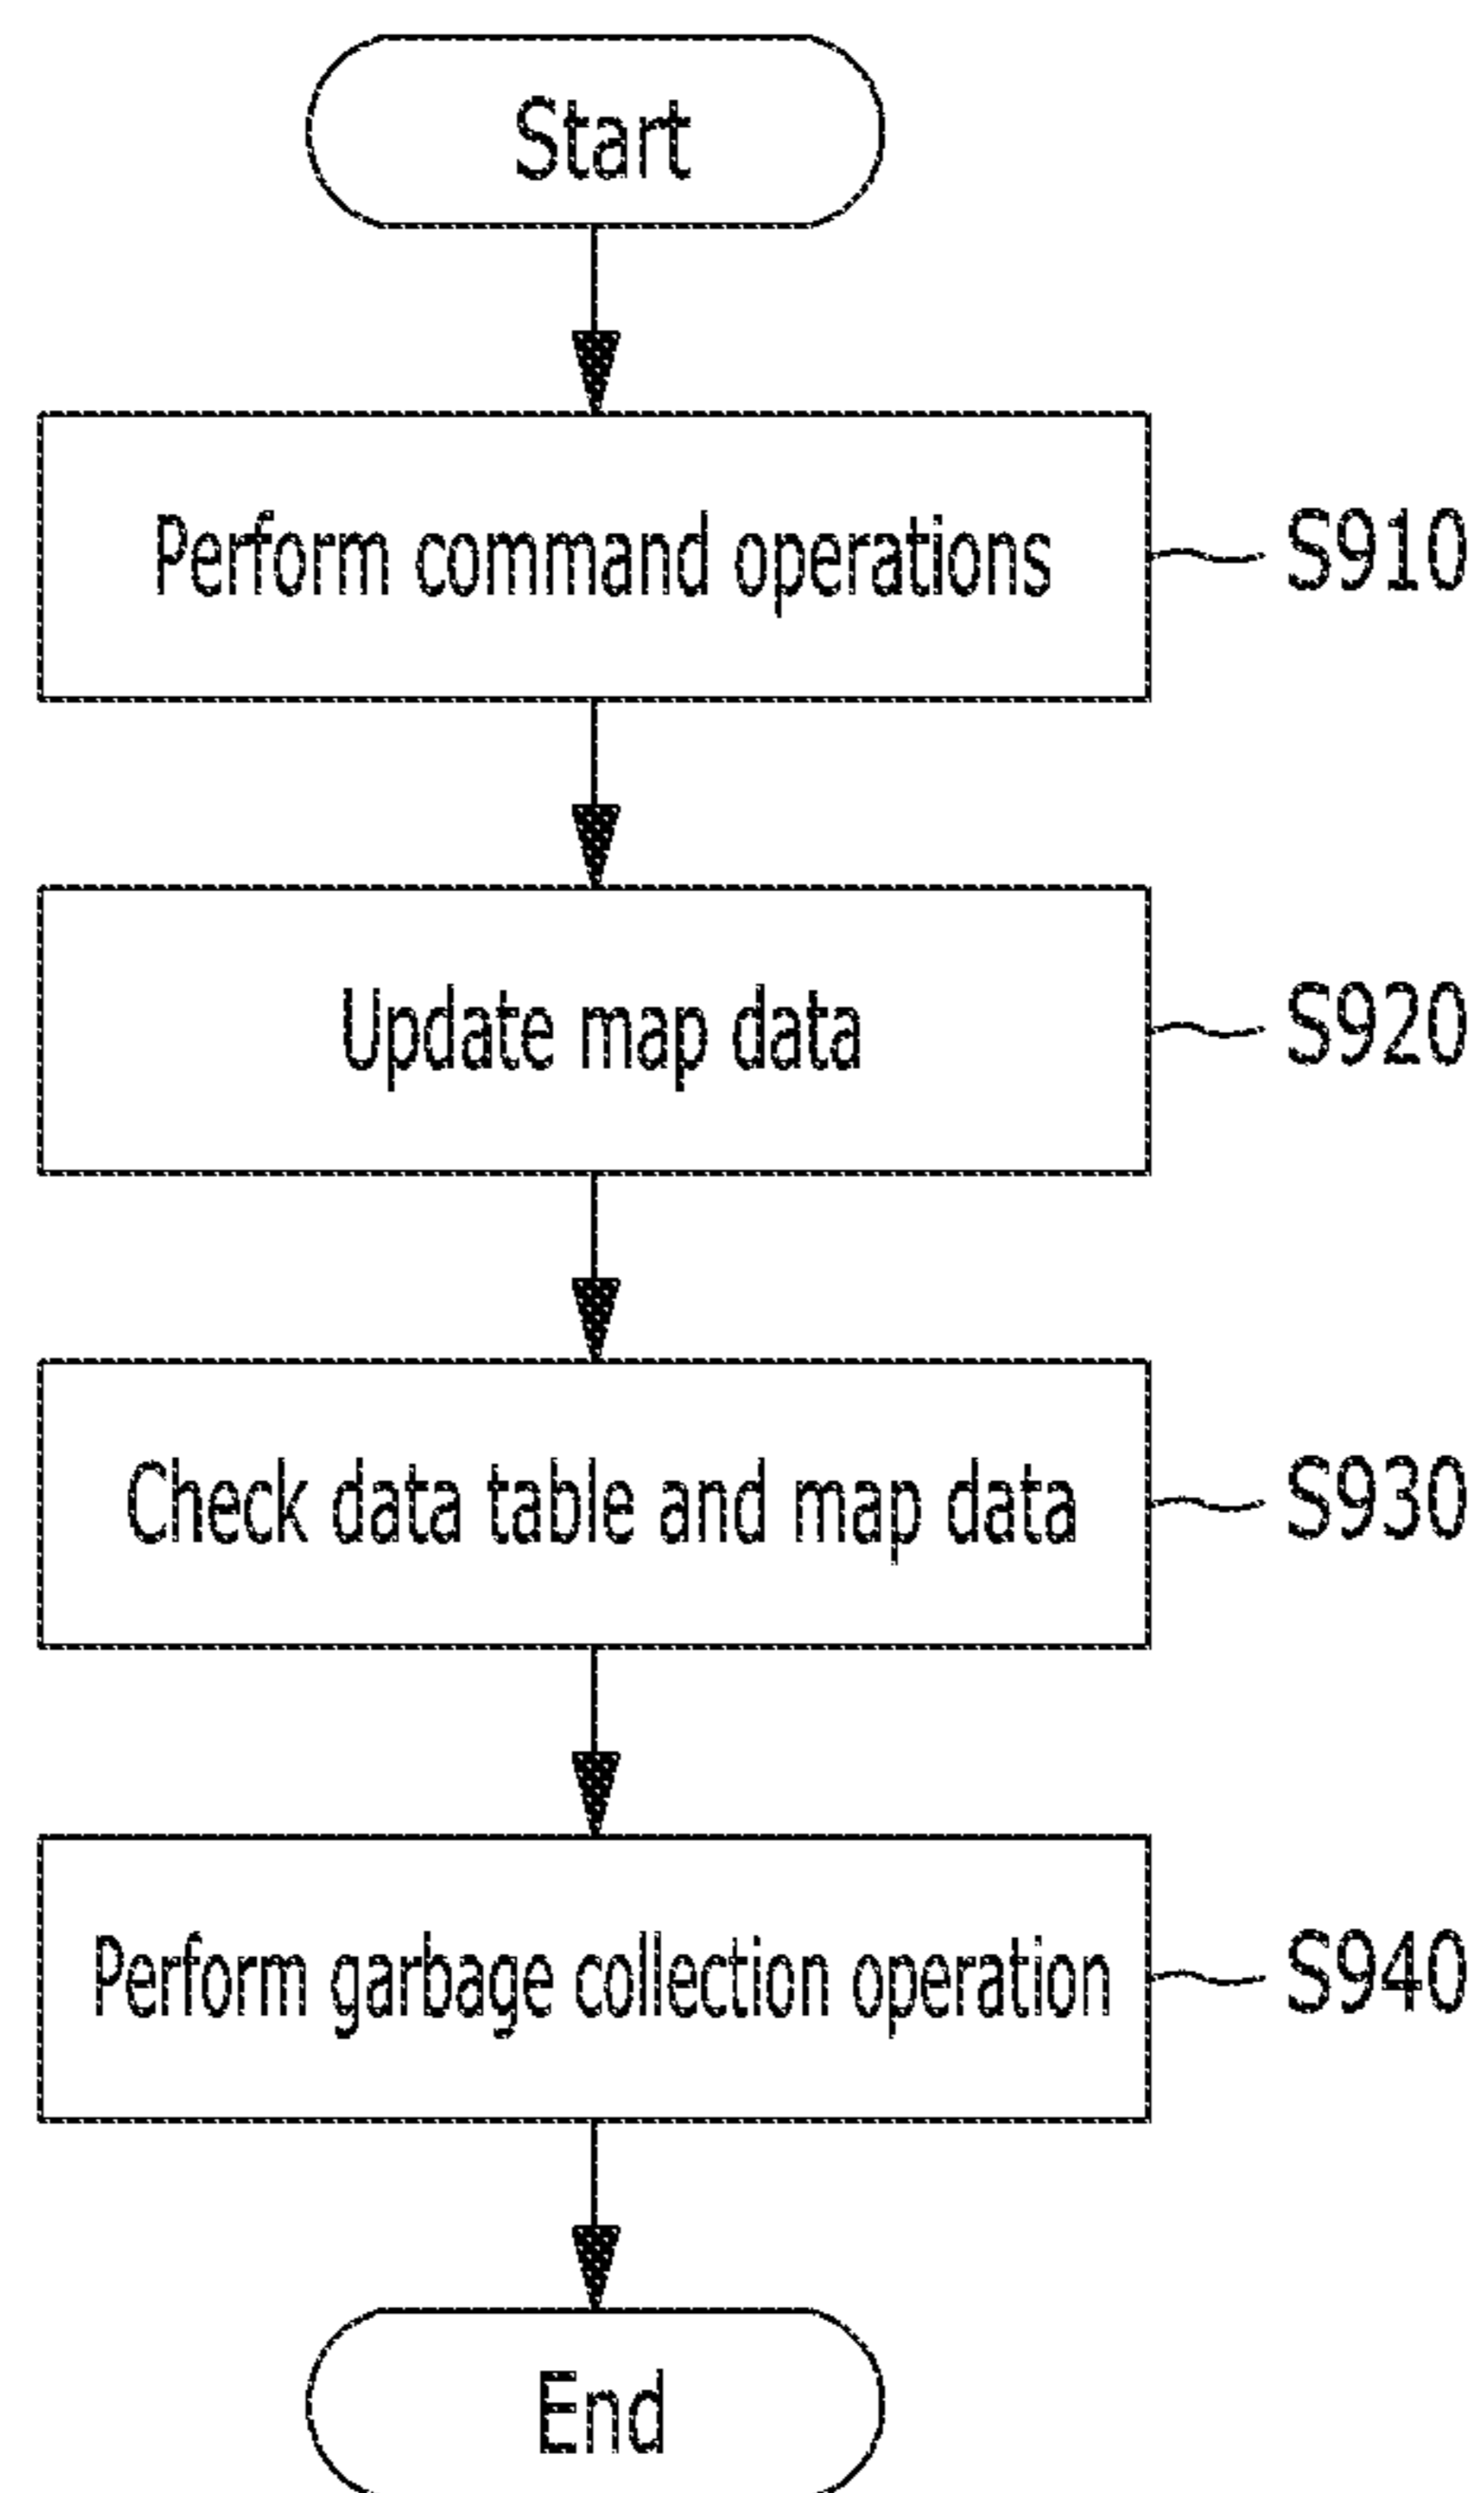 Start
Perform command operations
S910
Update map data
S920
Check data table and map data
S930
Perform garbage collection operation
S940
End